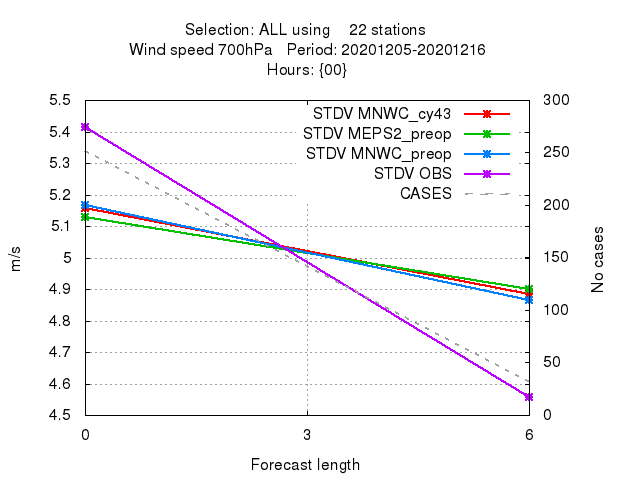 Selection: ALL using    22 stations
Wind speed 700hPa   Period: 20201205-20201216
Hours: {00}
STDV MNWC_cy43
STDV MEPS2_preop
STDV MNWC_preop
STDV OBS
CASES
5.5
5.4
5.3
5.2
5.1
5
4.9
4.8
4.7
4.6
4.5
m/s
300
250
200
150
100
50
0
No cases
0 3 6
Forecast length